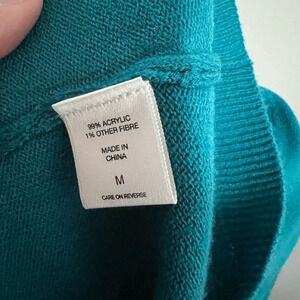 99% ACRYLIC
1% OTHER FIBRE
MADE IN
CHINA
M
CARE ON REVERSE